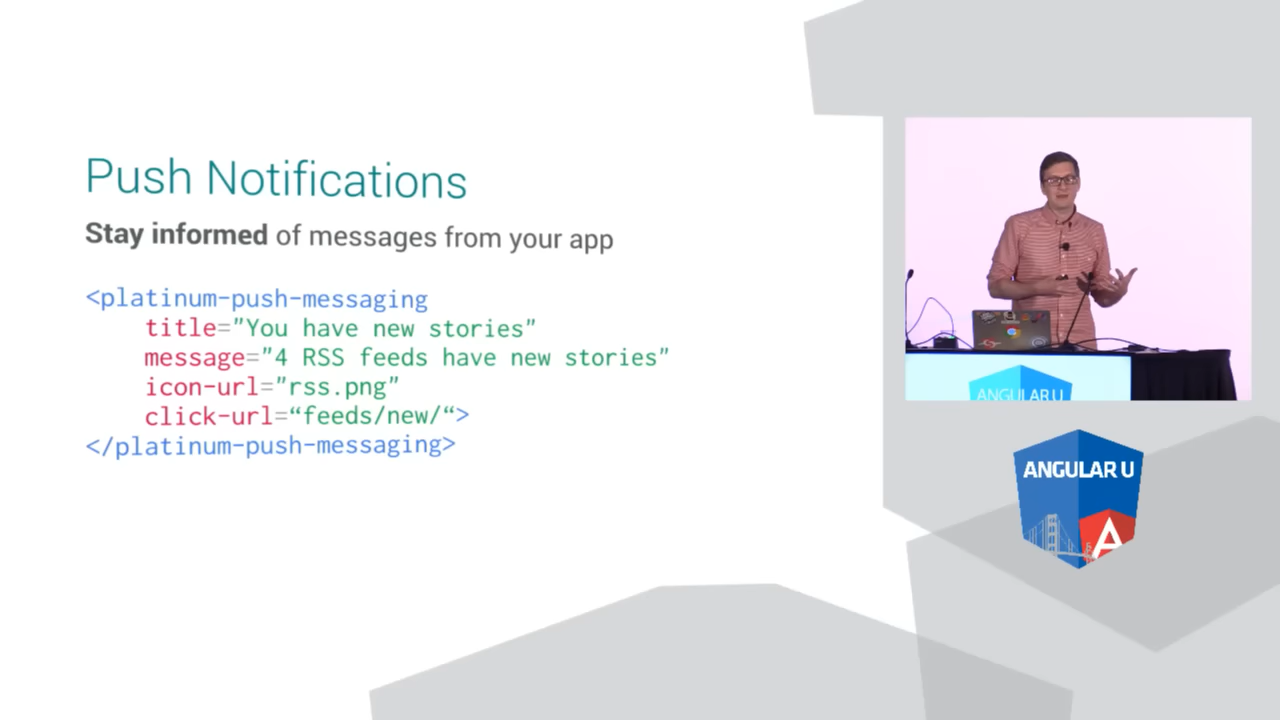 Push Notifications
Stay informed of messages from your app
<platinum-push-messaging
title="You have new stories"
message="4 RSS feeds have new stories"
icon-url="rss.png"
click-url=“feeds/new/“>
</platinum-push-messaging>
ANGULAR U
ANGULAR U
A